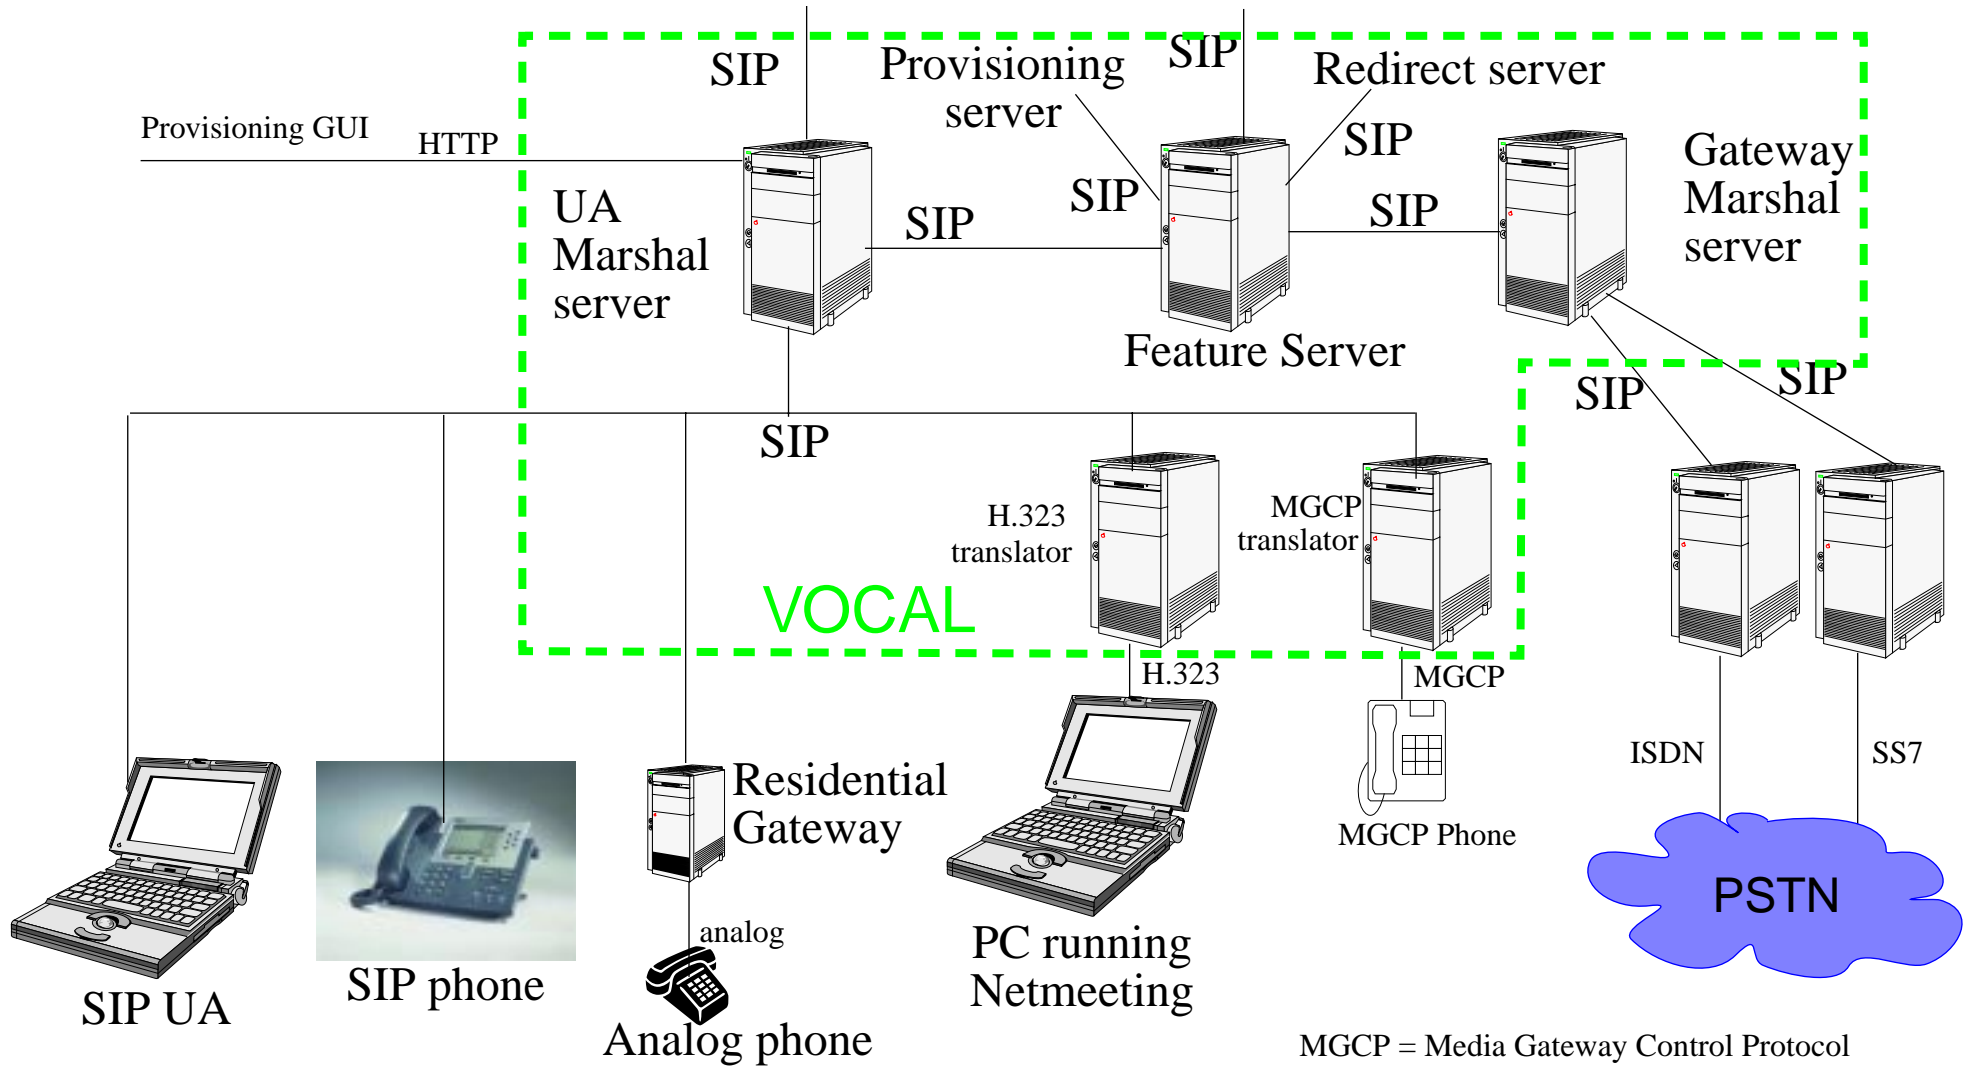 SIP
Provisioning
server
SIP
Redirect server
Provisioning GUI
HTTP
SIP
Gateway
Marshal
server
UA
Marshal
server
SIP
SIP
SIP
Feature Server
SIP
SIP
SIP
H.323
translator
MGCP
translator
VOCAL
H.323
MGCP
ISDN
SS7
Residential
Gateway
MGCP Phone
PSTN
analog
PC running
Netmeeting
SIP UA
SIP phone
Analog phone
MGCP = Media Gateway Control Protocol